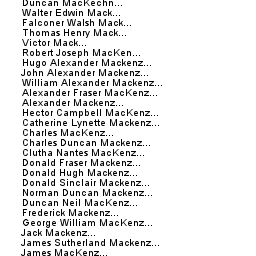 Duncan MacKechn...
Walter Edwin Mack...
Falconer Walsh Mack...
Thomas Henry Mack...
Victor Mack...
Robert Joseph MacKen...
Hugo Alexander Mackenz...
John Alexander Mackenz...
William Alexander Mackenz...
Alexander Fraser MacKenz...
Alexander Mackenz...
Hector Campbell MacKenz...
Catherine Lynette Mackenz...
Charles MacKenz...
Charles Duncan Mackenz...
Clutha Nantes MacKenz...
Donald Fraser Mackenz...
Donald Hugh Mackenz...
Donald Sinclair Mackenz...
Norman Duncan Mackenz...
Duncan Neil MacKenz...
Frederick Mackenz...
George William MacKenz...
Jack Mackenz...
James Sutherland Mackenz...
James MacKenz...